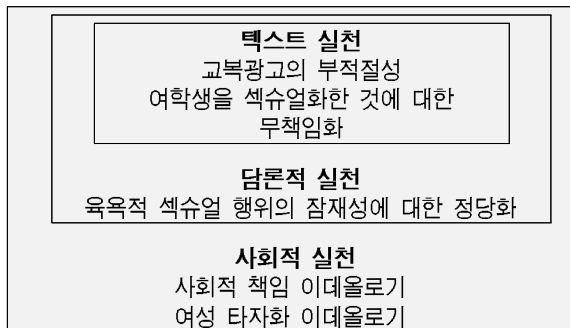 텍스트 실천
교복광고의 부적절성
여학생을 섹슈얼화한 것에 대한
무책임화
담론적 실천
육욕적 섹슈얼 행위의 잠재성에 대한 정당화
사회적 실천
사회적 책임 이데올로기
여성 타자화 이데올로기